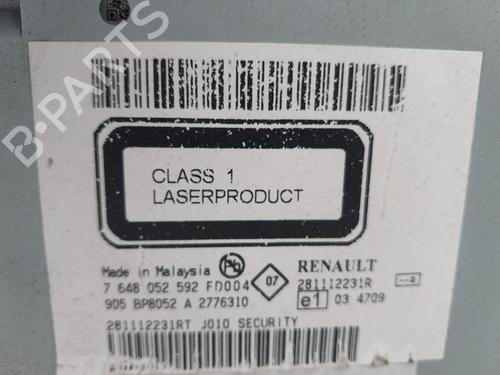 B-PARTS
CLASS 1
LASERPRODUCT
Made in Malaysia Pb RENAULT
7 648 052 592 FD004 07 281112231R --a
905 BP8052 A 2776310 e1 03 4709
281112231RT J010 SECURITY